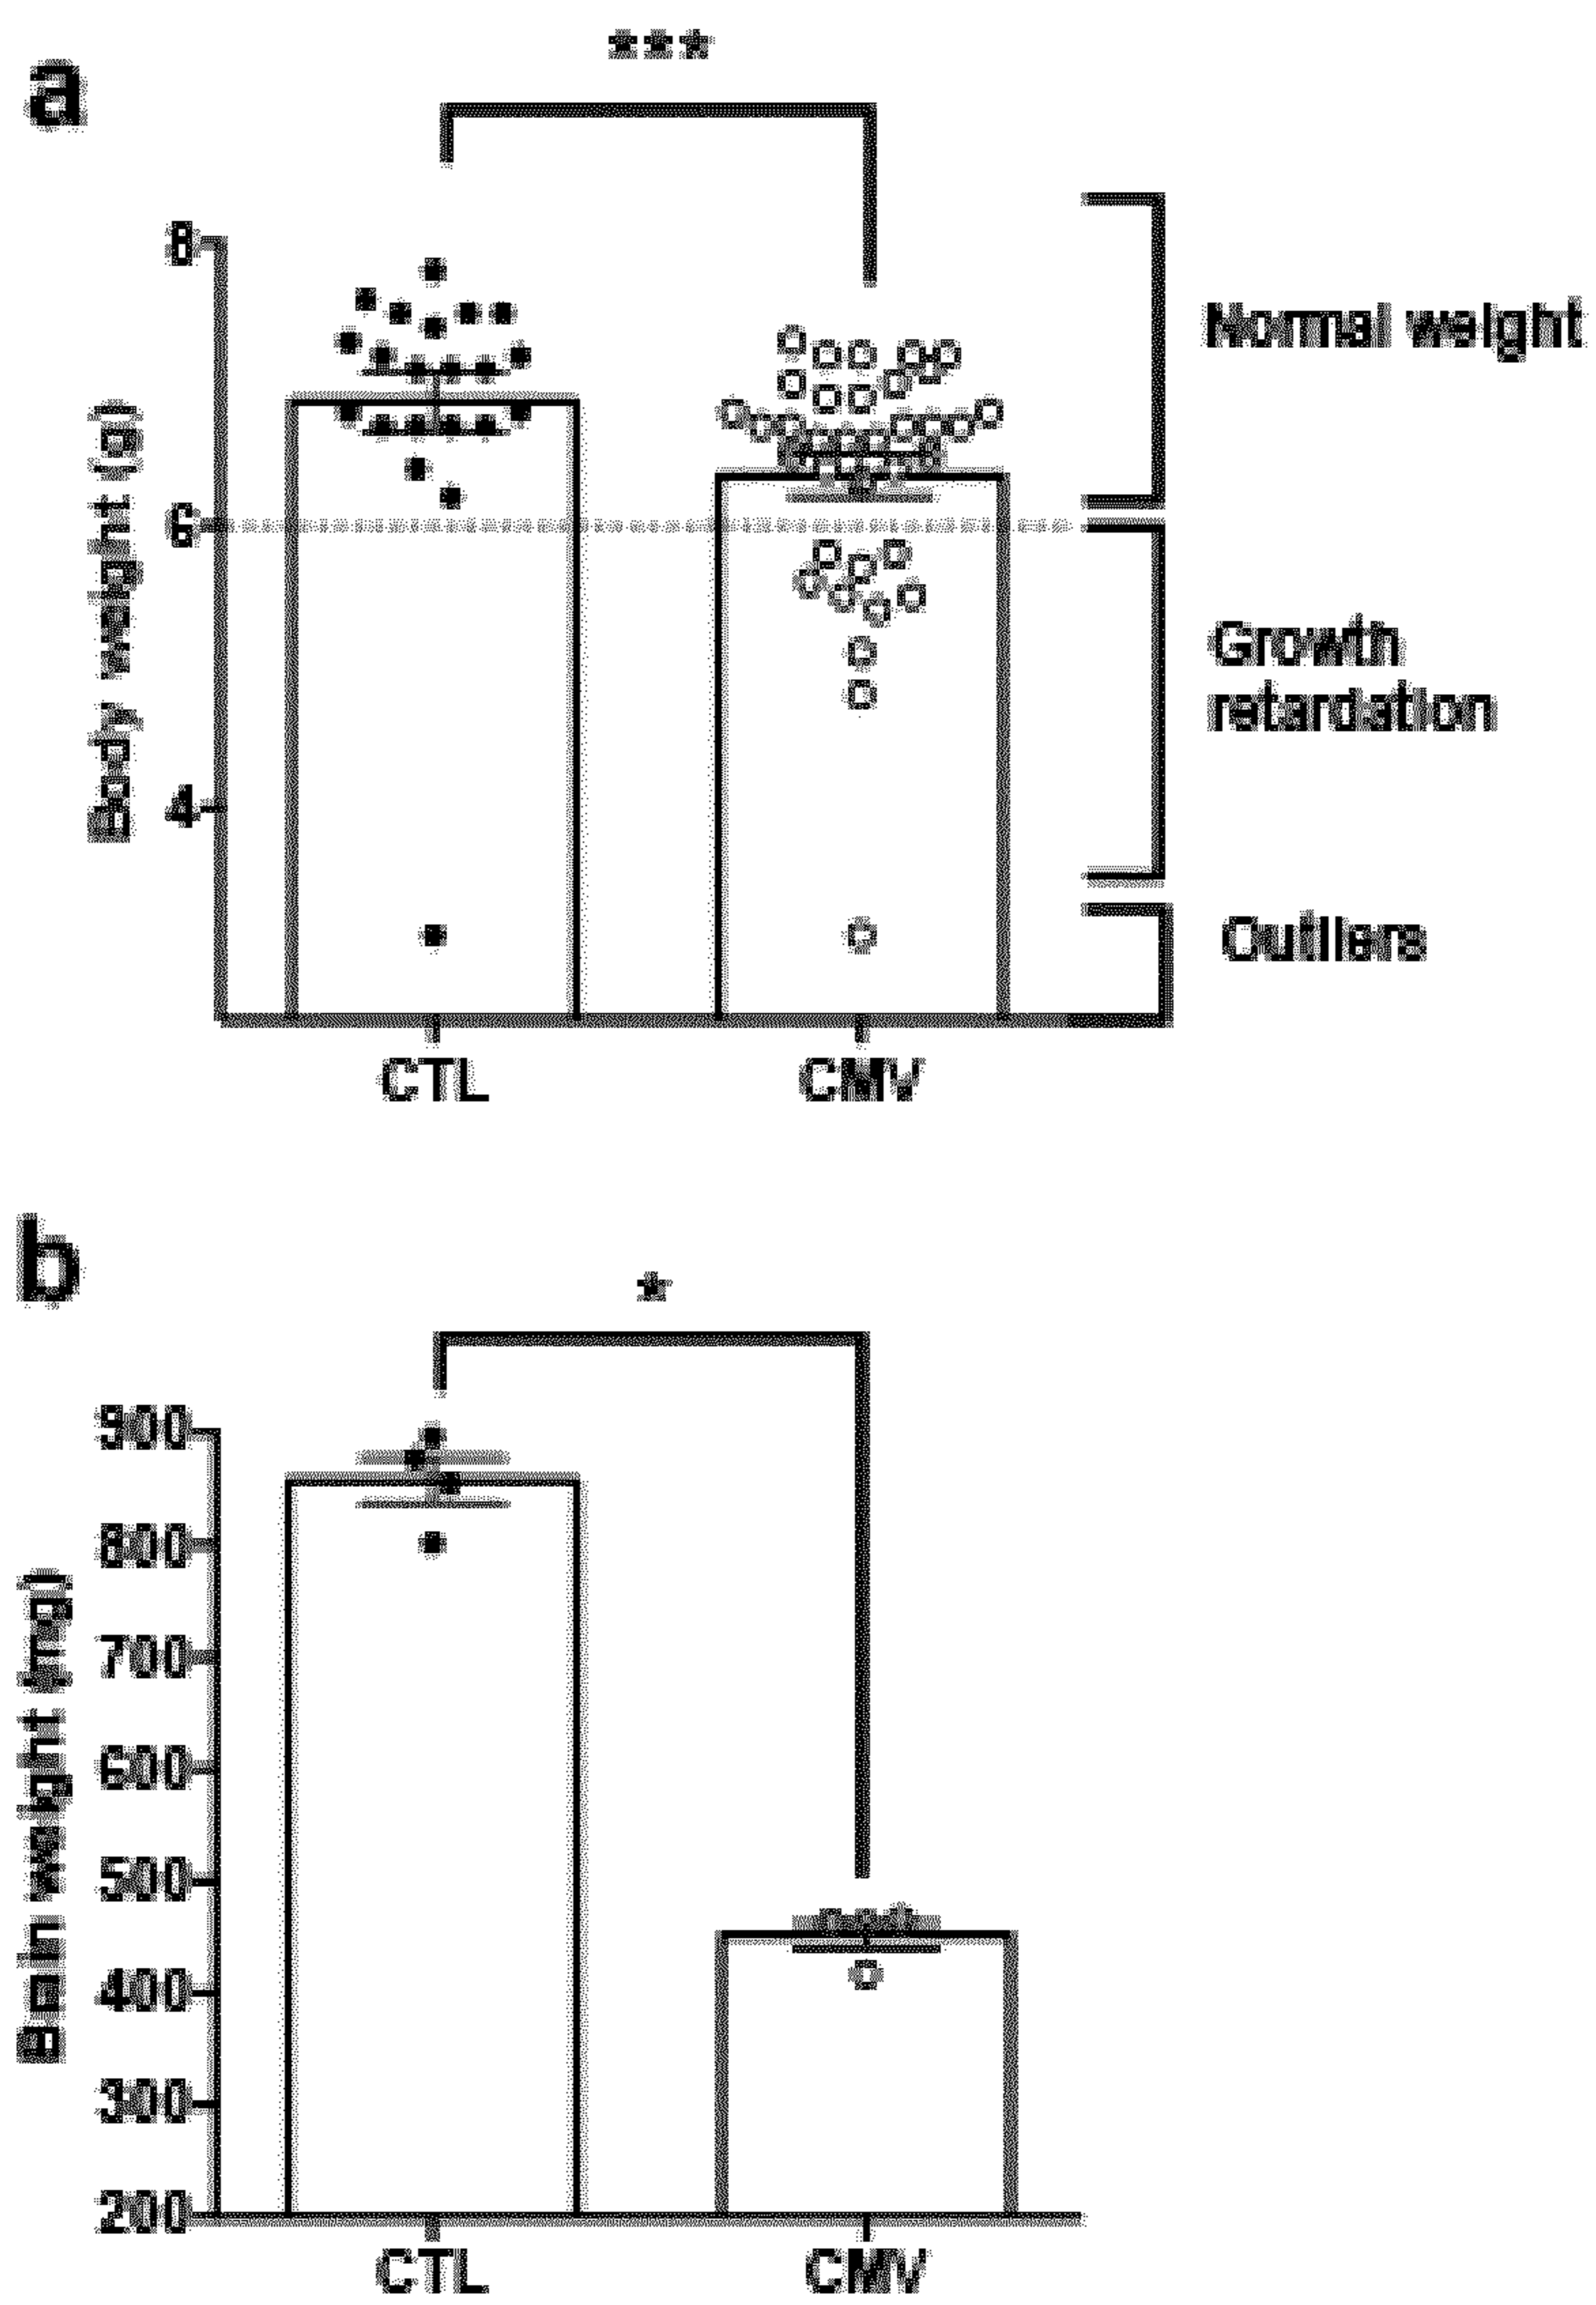 a
***
8
Normal weight
Body weight (g)
6
Growth
retardation
4
Outliers
CTL CMV
b
*
900
800
Brain weight (mg)
700
600
500
400
300
200
CTL CMV